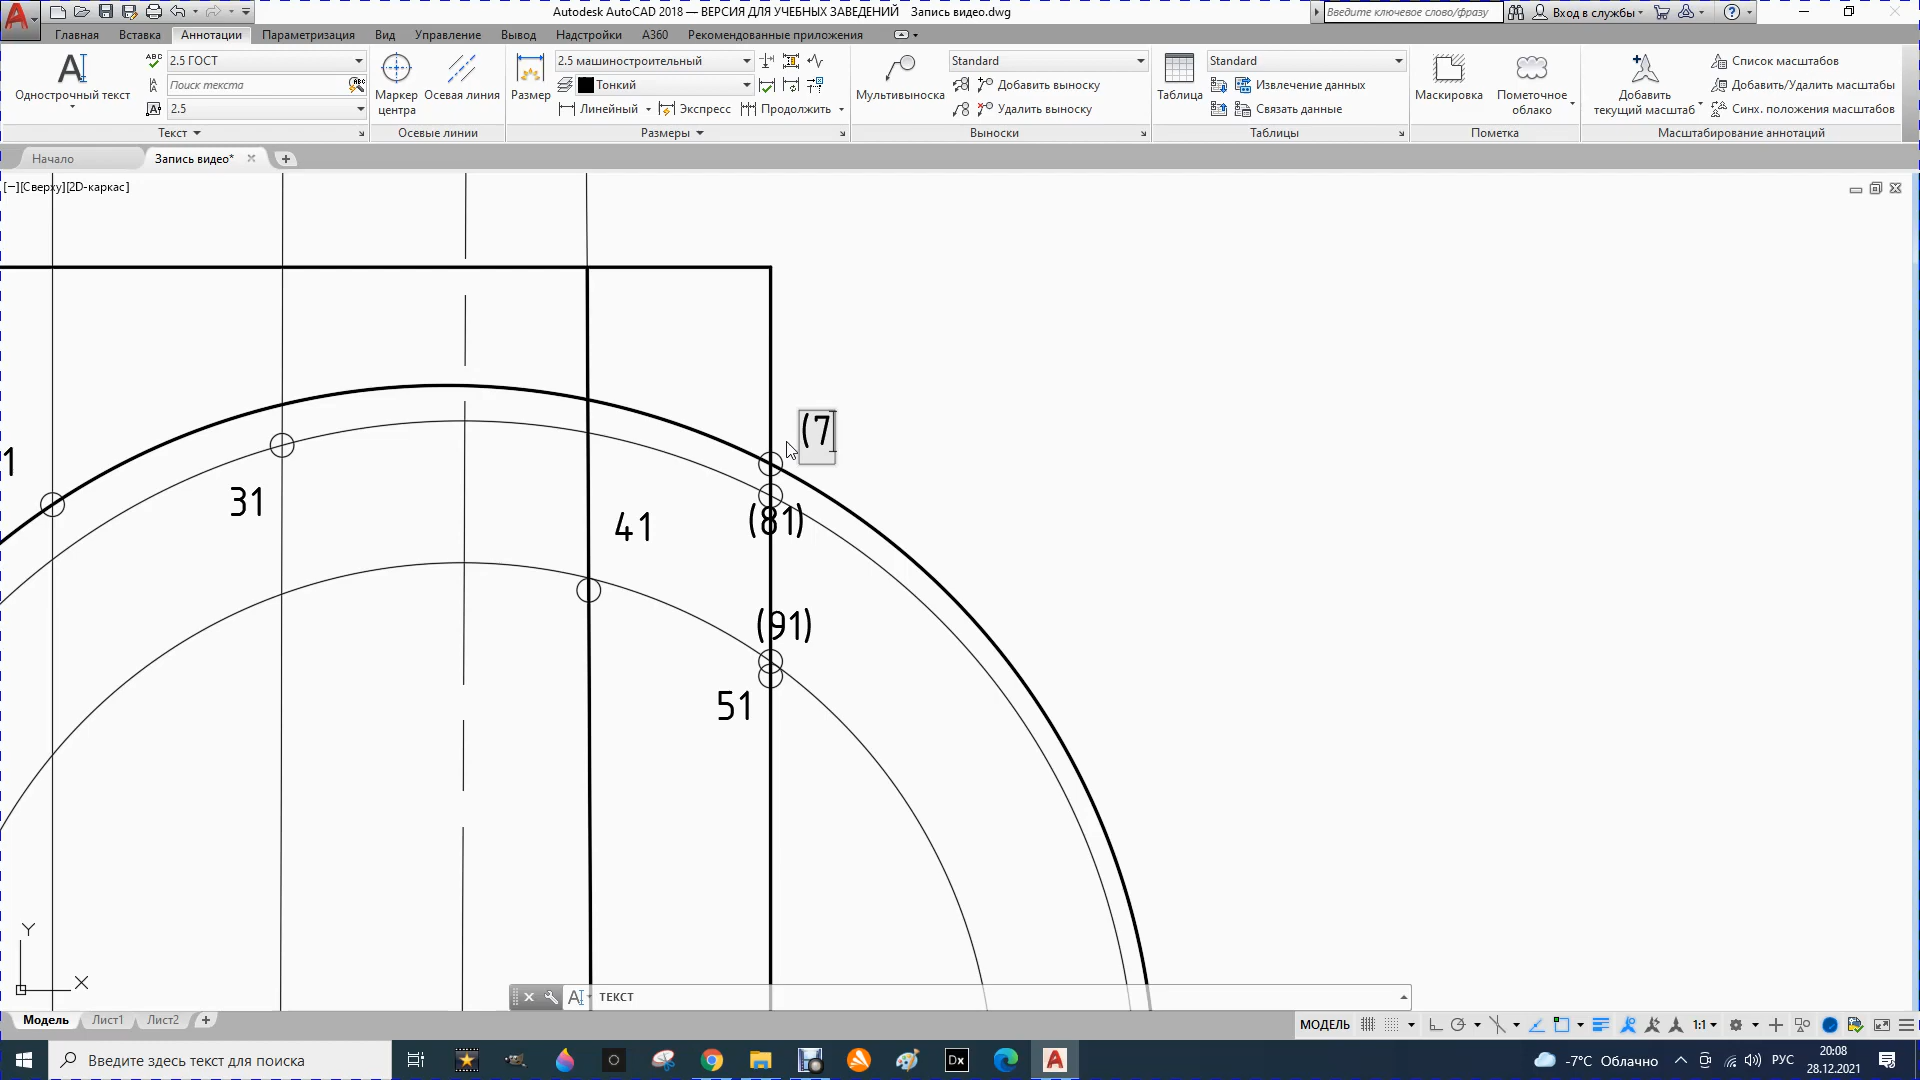 Autodesk AutoCAD 2018 — ВЕРСИЯ ДЛЯ УЧЕБНЫХ ЗАВЕДЕНИЙ Запись видео.dwg
Введите ключевое слово/фразу
Вход в службы
Главная Вставка Аннотации Параметризация Вид Управление Вывод Надстройки A360 Рекомендованные приложения
Однострочный текст
2.5 ГОСТ
Поиск текста
2.5
Маркер центра
Осевая линия
Размер
2.5 машиностроительный
Тонкий
Линейный Экспресс Продолжить
Мультивыноска
Standard
Добавить выноску
Удалить выноску
Таблица
Standard
Извлечение данных
Связать данные
Маскировка
Пометочное облако
Добавить текущий масштаб
Список масштабов
Добавить/Удалить масштабы
Синх. положения масштабов
Текст Осевые линии Размеры Выноски Таблицы Пометка Масштабирование аннотаций
Начало Запись видео*
[−][Сверху][2D-каркас]
(7
1
31
41
(81)
(91)
51
Y
X
ТЕКСТ
Модель Лист1 Лист2
МОДЕЛЬ
1:1
Введите здесь текст для поиска
Dx
-7°C Облачно
РУС
20:08
28.12.2021